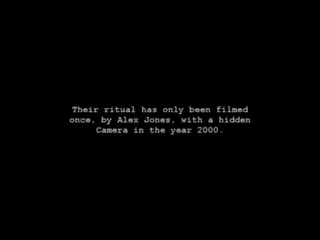 Their ritual has only been filmed
once, by Alex Jones, with a hidden
Camera in the year 2000.